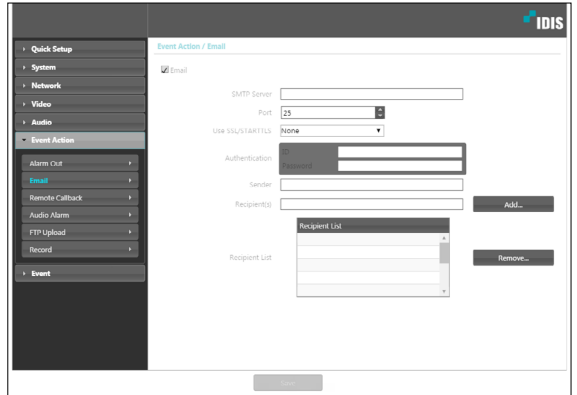 IDIS
Quick Setup
System
Network
Video
Audio
Event Action
Alarm Out
Email
Remote Callback
Audio Alarm
FTP Upload
Record
Event
Event Action / Email
Email
SMTP Server
Port 25
Use SSL/STARTTLS None
Authentication
ID
Password
Sender
Recipient(s) Add...
Recipient List
Recipient List Remove...
Save